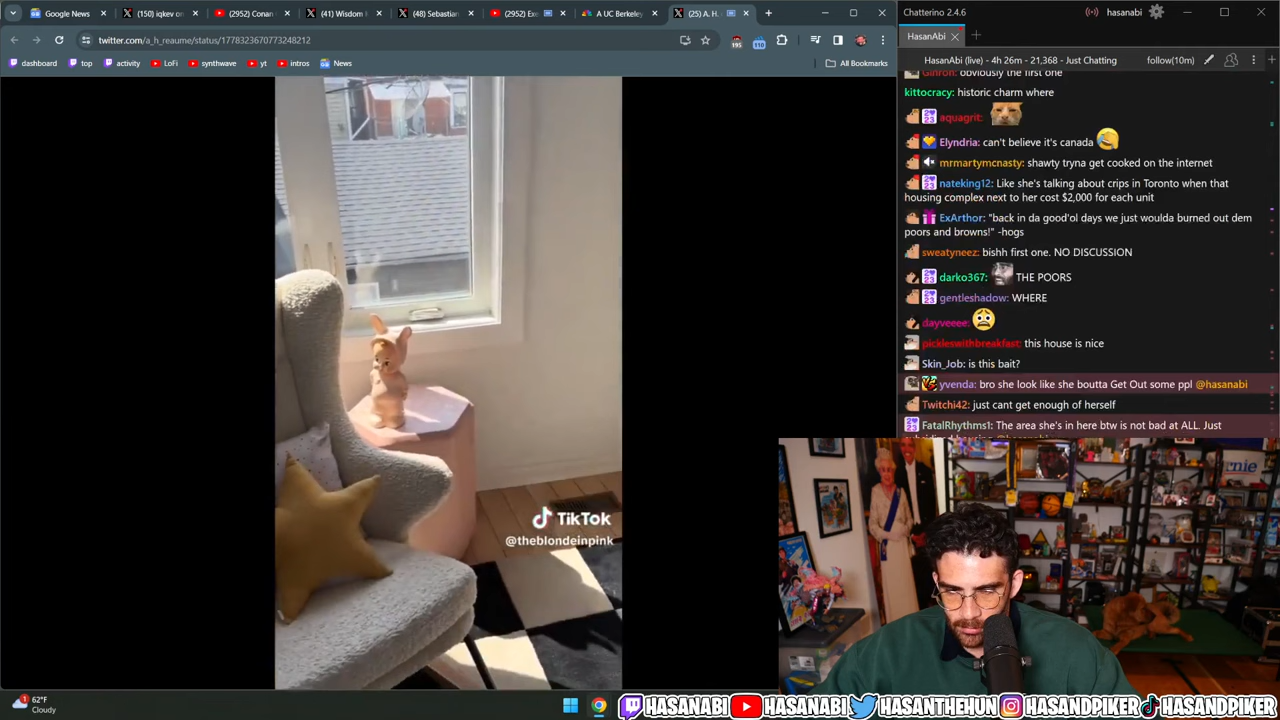 Google News
(150) iqkev on
(2952) Conan
(41) Wisdom
(48) Sebastian
(2952) Exe
A UC Berkeley
(25) A. H.
twitter.com/a_h_reaume/status/1778323670773248212
195
110
dashboard
top
activity
LoFi
synthwave
yt
intros
News
All Bookmarks
TikTok
@theblondeinpink
Chatterino 2.4.6
hasanabi
HasanAbi
HasanAbi (live) - 4h 26m - 21,368 - Just Chatting
follow(10m)
Ginron: obviously the first one
kittocracy: historic charm where
aquagrit:
Elyndria: can't believe it's canada
mrmartymcnasty: shawty tryna get cooked on the internet
nateking12: Like she's talking about crips in Toronto when that
housing complex next to her cost $2,000 for each unit
ExArthor: "back in da good'ol days we just woulda burned out dem
poors and browns!" -hogs
sweatyneez: bishh first one. NO DISCUSSION
darko367: THE POORS
gentleshadow: WHERE
dayveeee:
pickleswithbreakfast: this house is nice
Skin_Job: is this bait?
yvenda: bro she look like she boutta Get Out some ppl @hasanabi
Twitchi42: just cant get enough of herself
FatalRhythms1: The area she's in here btw is not bad at ALL. Just
1
62°F
Cloudy
HASANABI
HASANABI
HASANTHEHUN
HASANDPIKER
HASANDPIKER